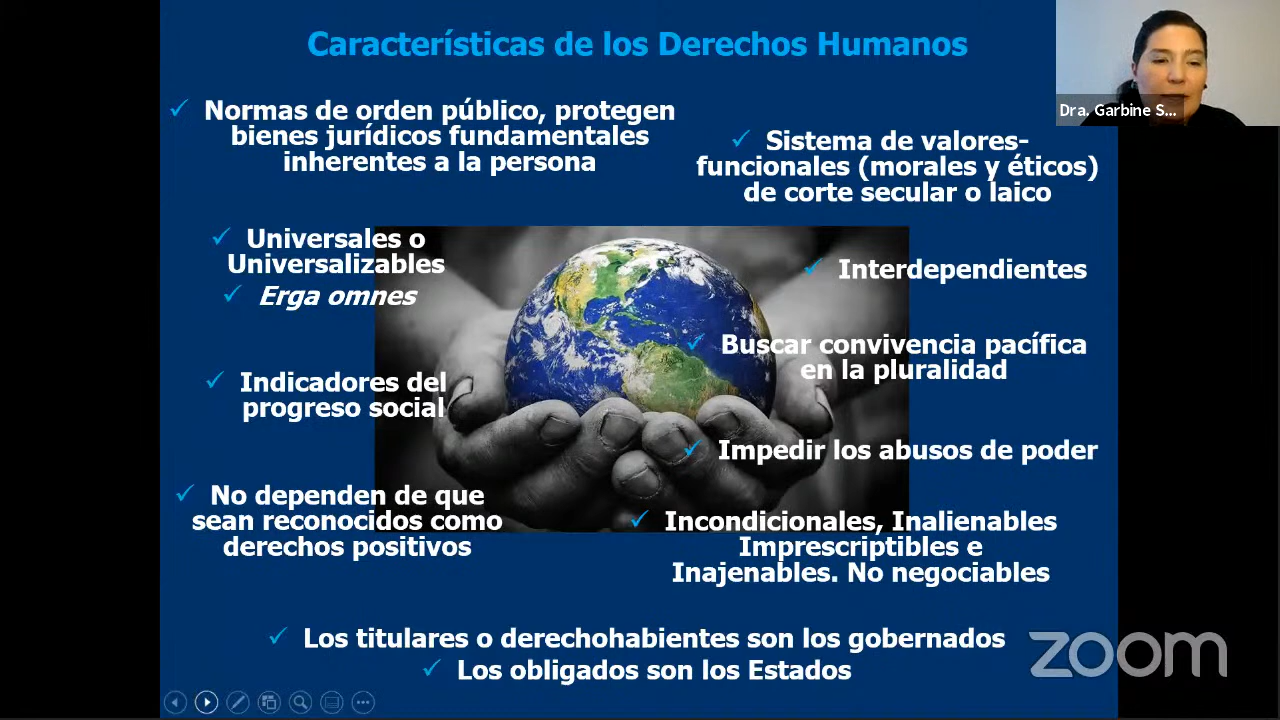 Características de los Derechos Humanos
Dra. Garbine S...
Normas de orden público, protegen
bienes jurídicos fundamentales
inherentes a la persona
Sistema de valores-
funcionales (morales y éticos)
de corte secular o laico
Universales o
Universalizables
Erga omnes
Interdependientes
Buscar convivencia pacífica
en la pluralidad
Indicadores del
progreso social
Impedir los abusos de poder
No dependen de que
sean reconocidos como
derechos positivos
Incondicionales, Inalienables
Imprescriptibles e
Inajenables. No negociables
Los titulares o derechohabientes son los gobernados
Los obligados son los Estados
zoom